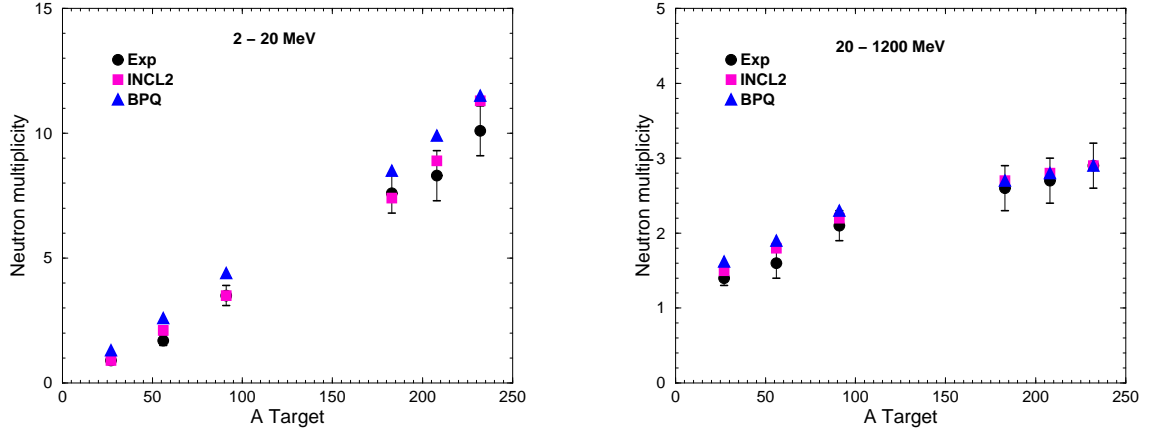 15
10
5
0
0
50
100
150
200
250
A Target
Neutron multiplicity
2 – 20 MeV
Exp
INCL2
BPQ
5
4
3
2
1
0
0
50
100
150
200
250
A Target
Neutron multiplicity
20 – 1200 MeV
Exp
INCL2
BPQ